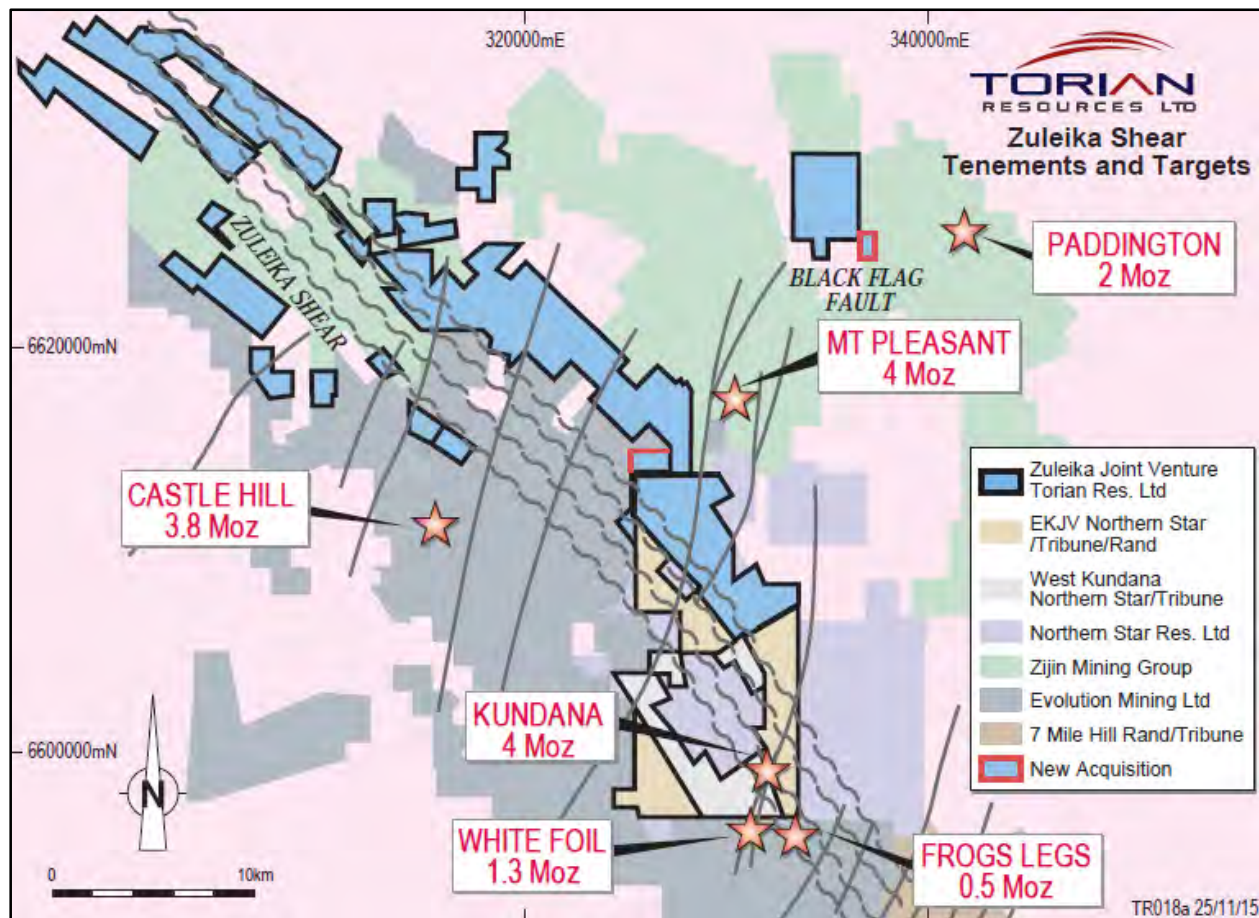 320000mE
340000mE
TORIAN
RESOURCES LTD
Zuleika Shear
Tenements and Targets
PADDINGTON
2 Moz
BLACK FLAG
FAULT
ZULEIKA SHEAR
6620000mN
MT PLEASANT
4 Moz
CASTLE HILL
3.8 Moz
Zuleika Joint Venture
Torian Res. Ltd
EKJV Northern Star
/Tribune/Rand
West Kundana
Northern Star/Tribune
Northern Star Res. Ltd
Zijin Mining Group
Evolution Mining Ltd
7 Mile Hill Rand/Tribune
New Acquisition
KUNDANA
4 Moz
6600000mN
N
WHITE FOIL
1.3 Moz
FROGS LEGS
0.5 Moz
0 10km
TR018a 25/11/15